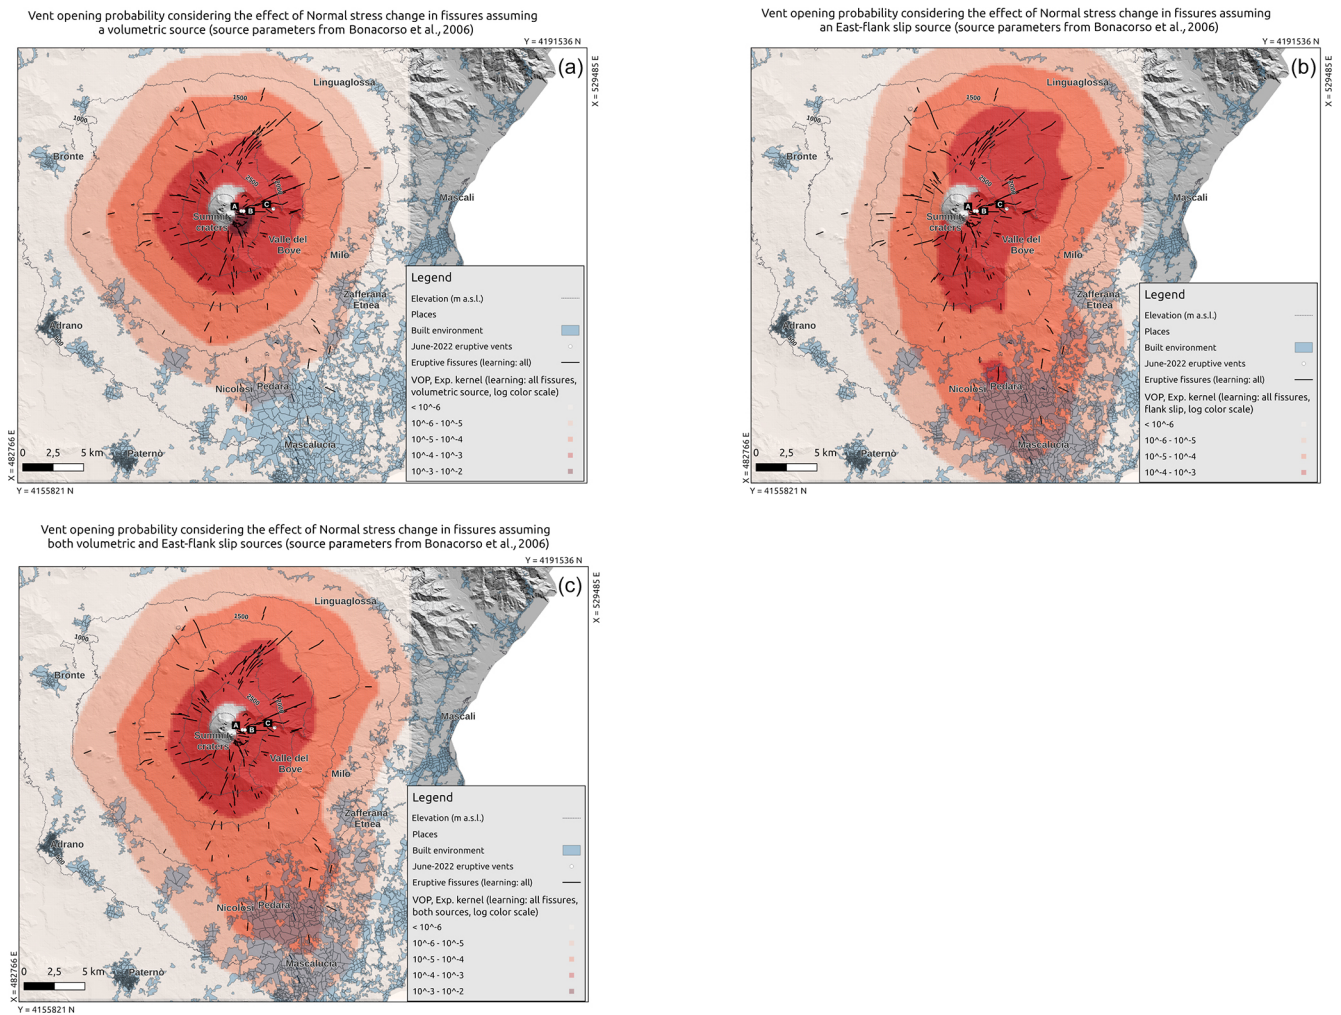 Vent opening probability considering the effect of Normal stress change in fissures assuming
a volumetric source (source parameters from Bonacorso et al., 2006)
Y = 4191536 N
X = 529485 E
(a)
Linguaglossa
2500
1000
Bronte
2500
2000
Mascali
A
B
C
Summit
craters
Valle del
Bove
Milo
Zafferana
Etnea
Adrano
Nicolosi
Pedara
Mascalucia
Paternò
0 2,5 5 km
X = 482766 E
Y = 4155821 N
Legend
Elevation (m a.s.l.)
Places
Built environment
June-2022 eruptive vents
Eruptive fissures (learning: all)
VOP, Exp. kernel (learning: all fissures,
volumetric source, log color scale)
< 10^-6
10^-6 - 10^-5
10^-5 - 10^-4
10^-4 - 10^-3
10^-3 - 10^-2
Vent opening probability considering the effect of Normal stress change in fissures assuming
an East-flank slip source (source parameters from Bonacorso et al., 2006)
Y = 4191536 N
X = 529485 E
(b)
Linguaglossa
2500
1000
Bronte
2500
2000
Mascali
A
B
C
Summit
craters
Valle del
Bove
Milo
Zafferana
Etnea
Adrano
Nicolosi
Pedara
Mascalucia
Paternò
0 2,5 5 km
X = 482766 E
Y = 4155821 N
Legend
Elevation (m a.s.l.)
Places
Built environment
June-2022 eruptive vents
Eruptive fissures (learning: all)
VOP, Exp. kernel (learning: all fissures,
flank slip, log color scale)
< 10^-6
10^-6 - 10^-5
10^-5 - 10^-4
10^-4 - 10^-3
Vent opening probability considering the effect of Normal stress change in fissures assuming
both volumetric and East-flank slip sources (source parameters from Bonacorso et al., 2006)
Y = 4191536 N
X = 529485 E
(c)
Linguaglossa
2500
1000
Bronte
2500
2000
Mascali
A
B
C
Summit
craters
Valle del
Bove
Milo
Zafferana
Etnea
Adrano
Nicolosi
Pedara
Mascalucia
Paternò
0 2,5 5 km
X = 482766 E
Y = 4155821 N
Legend
Elevation (m a.s.l.)
Places
Built environment
June-2022 eruptive vents
Eruptive fissures (learning: all)
VOP, Exp. kernel (learning: all fissures,
both sources, log color scale)
< 10^-6
10^-6 - 10^-5
10^-5 - 10^-4
10^-4 - 10^-3
10^-3 - 10^-2